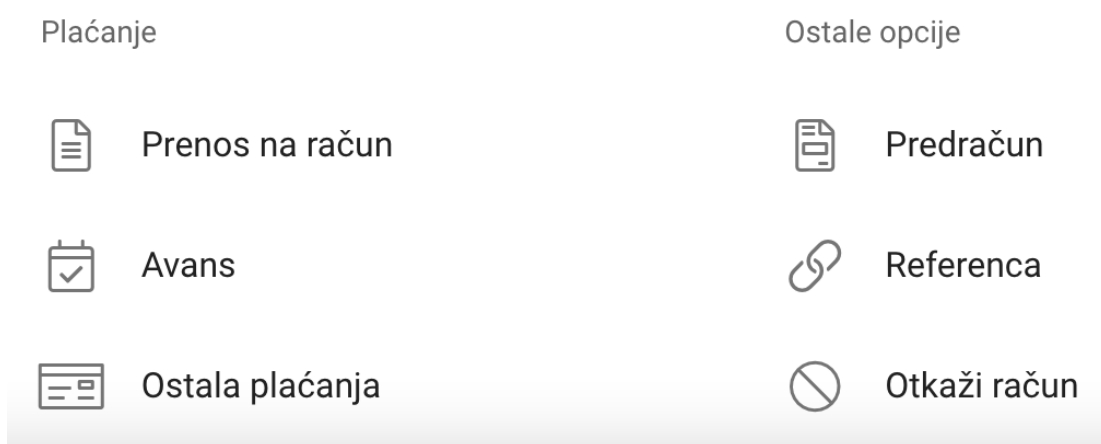 Plaćanje
Prenos na račun
Avans
Ostala plaćanja
Ostale opcije
Predračun
Referenca
Otkaži račun